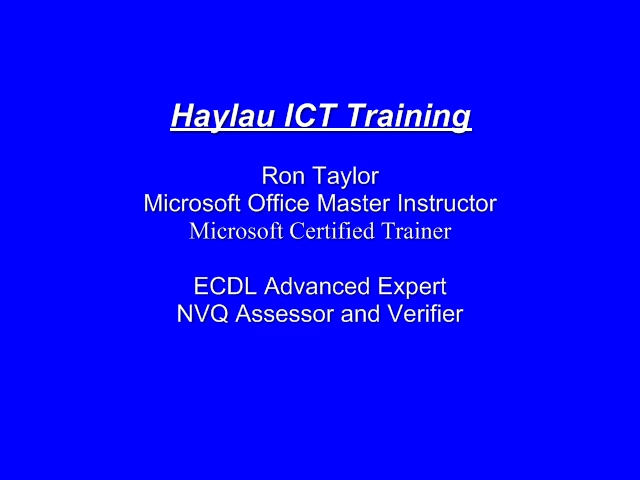 Haylau ICT Training
Ron Taylor
Microsoft Office Master Instructor
Microsoft Certified Trainer
ECDL Advanced Expert
NVQ Assessor and Verifier